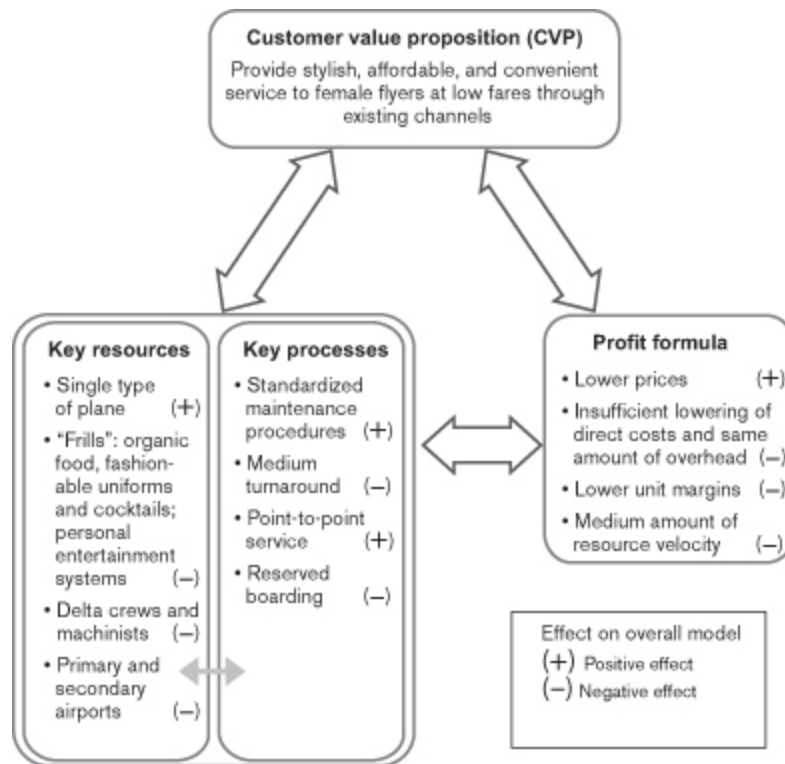 Customer value proposition (CVP)
Provide stylish, affordable, and convenient
service to female flyers at low fares through
existing channels
Key resources
• Single type
of plane (+)
• "Frills": organic
food, fashion-
able uniforms
and cocktails;
personal
entertainment
systems (−)
• Delta crews and
machinists (−)
• Primary and
secondary
airports (−)
Key processes
• Standardized
maintenance
procedures (+)
• Medium
turnaround (−)
• Point-to-point
service (+)
• Reserved
boarding (−)
Profit formula
• Lower prices (+)
• Insufficient lowering of
direct costs and same
amount of overhead (−)
• Lower unit margins (−)
• Medium amount of
resource velocity (−)
Effect on overall model
(+) Positive effect
(−) Negative effect